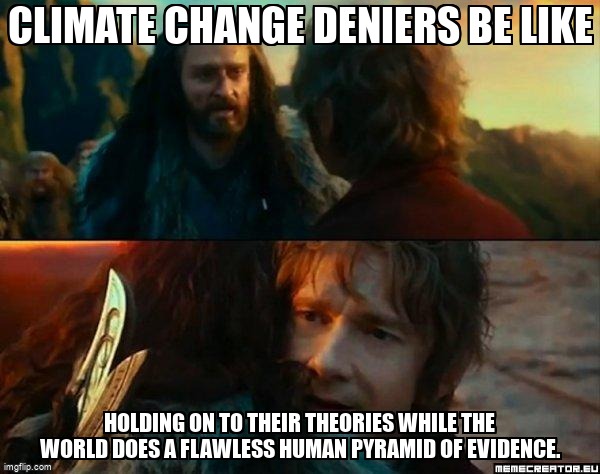 CLIMATE CHANGE DENIERS BE LIKE
HOLDING ON TO THEIR THEORIES WHILE THE
WORLD DOES A FLAWLESS HUMAN PYRAMID OF EVIDENCE.
imgflip.com
MEMECREATOR.EU